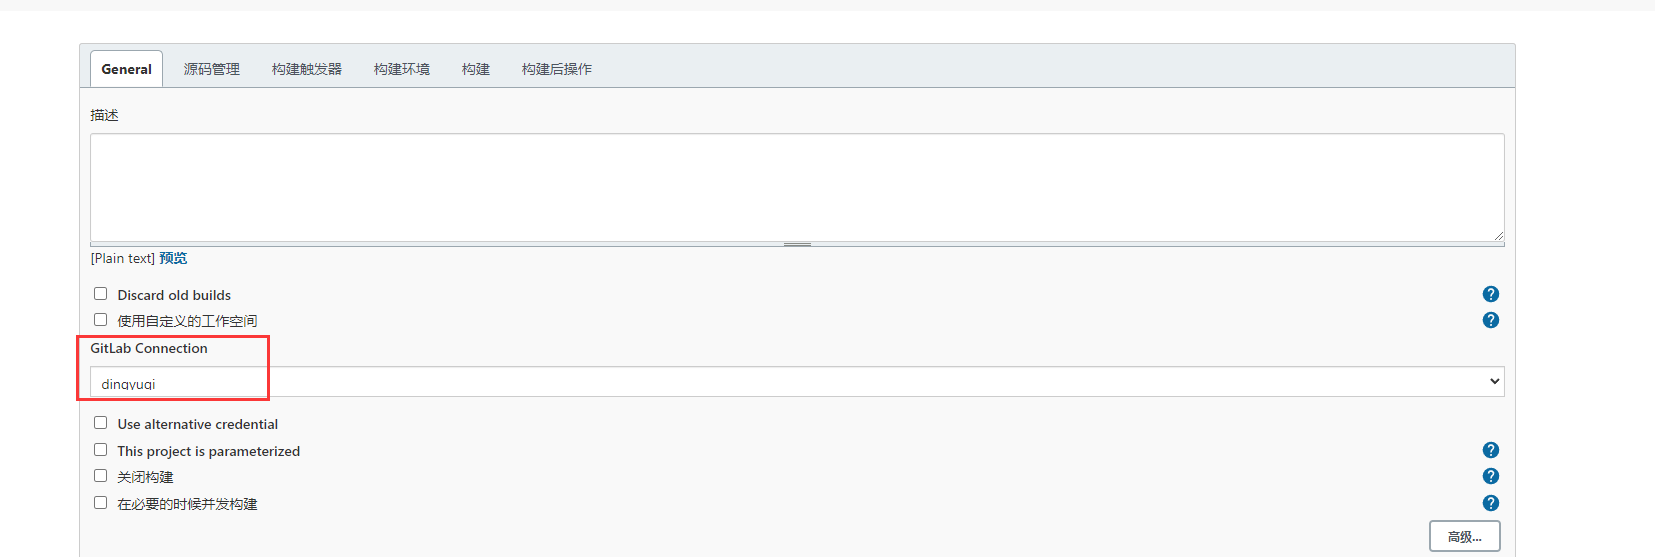 General 源码管理 构建触发器 构建环境 构建 构建后操作
描述
[Plain text] 预览
Discard old builds
使用自定义的工作空间
GitLab Connection
dingyuqi
Use alternative credential
This project is parameterized
关闭构建
在必要的时候并发构建
高级...